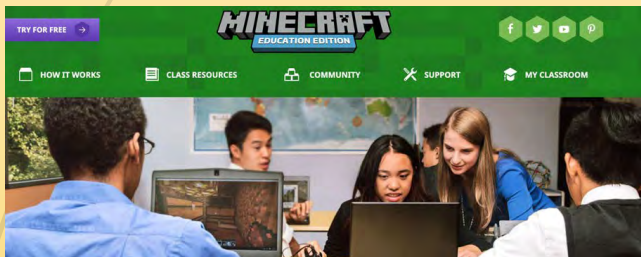 TRY FOR FREE
MINECRAFT
EDUCATION EDITION
HOW IT WORKS
CLASS RESOURCES
COMMUNITY
SUPPORT
MY CLASSROOM